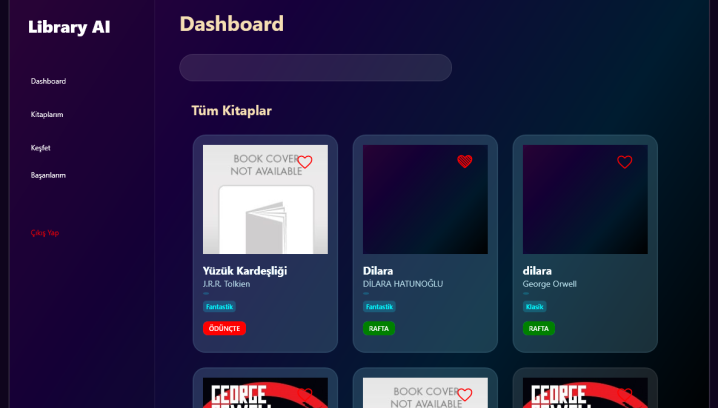 Library AI
Dashboard
Kitaplarım
Keşfet
Başarılarım
Çıkış Yap
Dashboard
Tüm Kitaplar
BOOK COVER
NOT AVAILABLE
Yüzük Kardeşliği
J.R.R. Tolkien
Fantastik
ÖDÜNÇTE
Dilara
DİLARA HATUNOĞLU
Fantastik
RAFTA
dilara
George Orwell
Klasik
RAFTA
GEORGE
ORWELL
BOOK COVER
NOT AVAILABLE
GEORGE
ORWELL